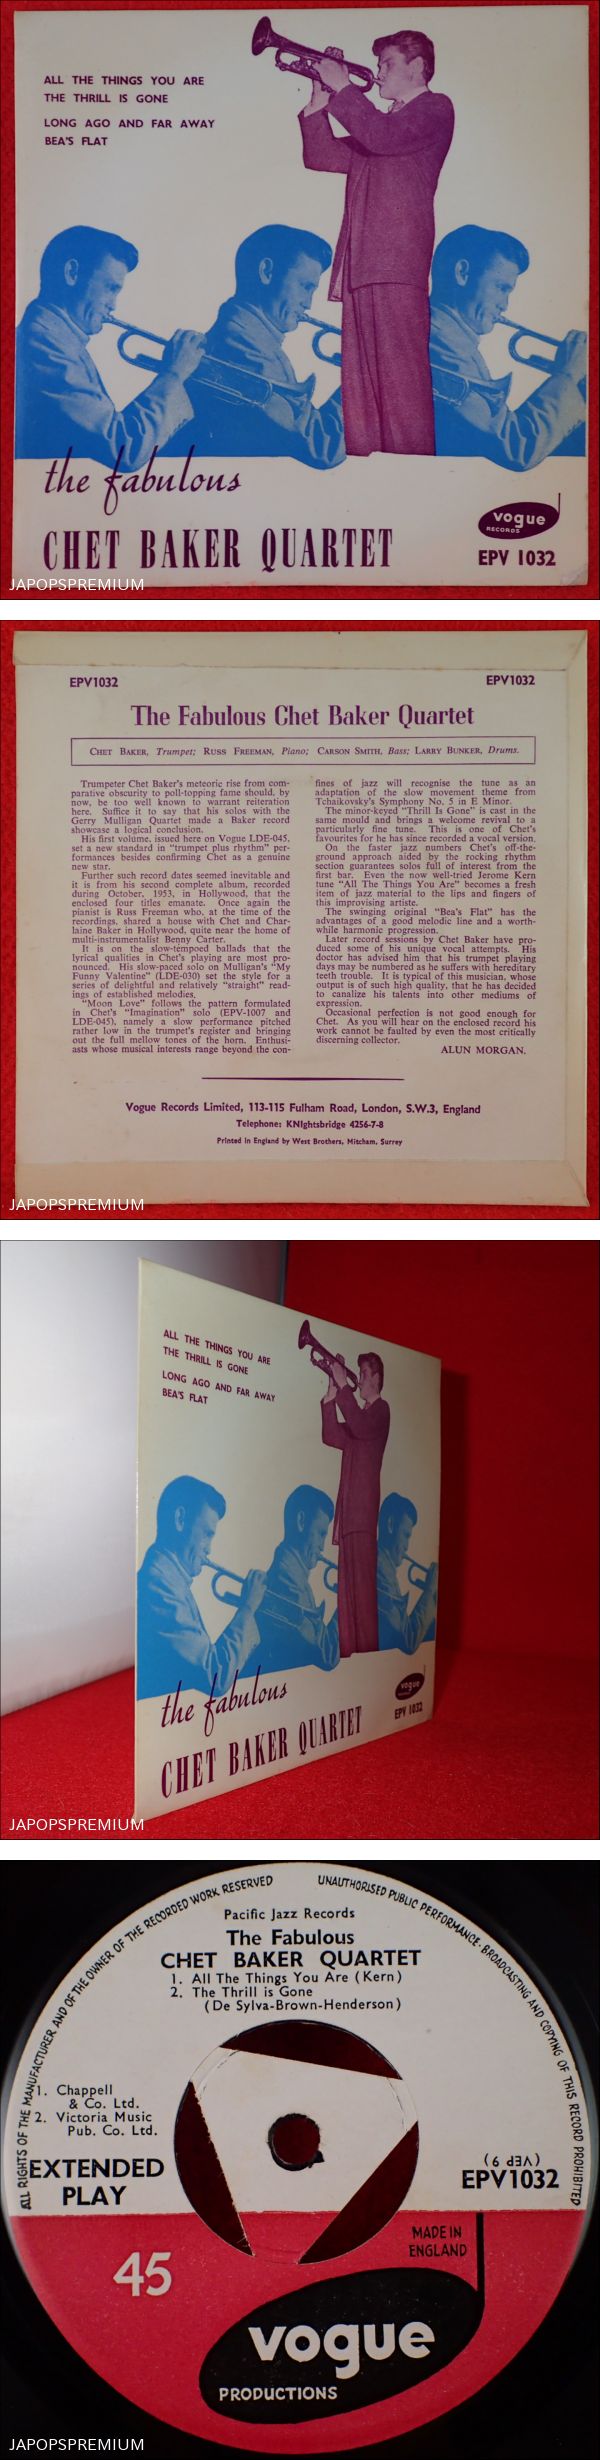 ALL THE THINGS YOU ARE
THE THRILL IS GONE
LONG AGO AND FAR AWAY
BEA'S FLAT
the fabulous
CHET BAKER QUARTET
vogue
RECORDS
EPV 1032
JAPOPSPREMIUM
EPV1032
EPV1032
The Fabulous Chet Baker Quartet
CHET BAKER, Trumpet; RUSS FREEMAN, Piano; CARSON SMITH, Bass; LARRY BUNKER, Drums.
Trumpeter Chet Baker's meteoric rise from com-
parative obscurity to poll-topping fame should, by
now, be too well known to warrant reiteration
here. Suffice it to say that his solos with the
Gerry Mulligan Quartet made a Baker record
showcase a logical conclusion.
His first volume, issued here on Vogue LDE-045,
set a new standard in "trumpet plus rhythm" per-
formances besides confirming Chet as a genuine
new star.
Further such record dates seemed inevitable and
it is from his second complete album, recorded
during October, 1953, in Hollywood, that the
enclosed four titles emanate. Once again the
pianist is Russ Freeman who, at the time of the
recordings, shared a house with Chet and Char-
laine Baker in Hollywood, quite near the home of
multi-instrumentalist Benny Carter.
It is on the slow-tempoed ballads that the
lyrical qualities in Chet's playing are most pro-
nounced. His slow-paced solo on Mulligan's "My
Funny Valentine" (LDE-030) set the style for a
series of delightful and relatively "straight" read-
ings of established melodies.
"Moon Love" follows the pattern formulated
in Chet's "Imagination" solo (EPV-1007 and
LDE-045), namely a slow performance pitched
rather low in the trumpet's register and bringing
out the full mellow tones of the horn. Enthusi-
asts whose musical interests range beyond the con-
fines of jazz will recognise the tune as an
adaptation of the slow movement theme from
Tchaikovsky's Symphony No. 5 in E Minor.
The minor-keyed "Thrill Is Gone" is cast in the
same mould and brings a welcome revival to a
particularly fine tune. This is one of Chet's
favourites for he has since recorded a vocal version.
On the faster jazz numbers Chet's off-the-
ground approach aided by the rocking rhythm
section guarantees solos full of interest from the
first bar. Even the now well-tried Jerome Kern
tune "All The Things You Are" becomes a fresh
item of jazz material to the lips and fingers of
this improvising artiste.
The swinging original "Bea's Flat" has the
advantages of a good melodic line and a worth-
while harmonic progression.
Later record sessions by Chet Baker have pro-
duced some of his unique vocal attempts. His
doctor has advised him that his trumpet playing
days may be numbered as he suffers with hereditary
teeth trouble. It is typical of this musician, whose
output is of such high quality, that he has decided
to canalize his talents into other mediums of
expression.
Occasional perfection is not good enough for
Chet. As you will hear on the enclosed record his
work cannot be faulted by even the most critically
discerning collector.
ALUN MORGAN.
Vogue Records Limited, 113-115 Fulham Road, London, S.W.3, England
Telephone: KNIghtsbridge 4256-7-8
Printed in England by West Brothers, Mitcham, Surrey
JAPOPSPREMIUM
ALL THE THINGS YOU ARE
THE THRILL IS GONE
LONG AGO AND FAR AWAY
BEA'S FLAT
the fabulous
CHET BAKER QUARTET
vogue
EPV 1032
JAPOPSPREMIUM
ALL RIGHTS OF THE MANUFACTURER AND OF THE OWNER OF THE RECORDED WORK RESERVED
UNAUTHORISED PUBLIC PERFORMANCE·BROADCASTING AND COPYING OF THIS RECORD PROHIBITED
Pacific Jazz Records
The Fabulous
CHET BAKER QUARTET
1. All The Things You Are (Kern)
2. The Thrill is Gone
(De Sylva-Brown-Henderson)
1. Chappell
& Co. Ltd.
2. Victoria Music
Pub. Co. Ltd.
EXTENDED
PLAY
(VEP 9)
EPV1032
MADE IN
ENGLAND
45
vogue
PRODUCTIONS
JAPOPSPREMIUM